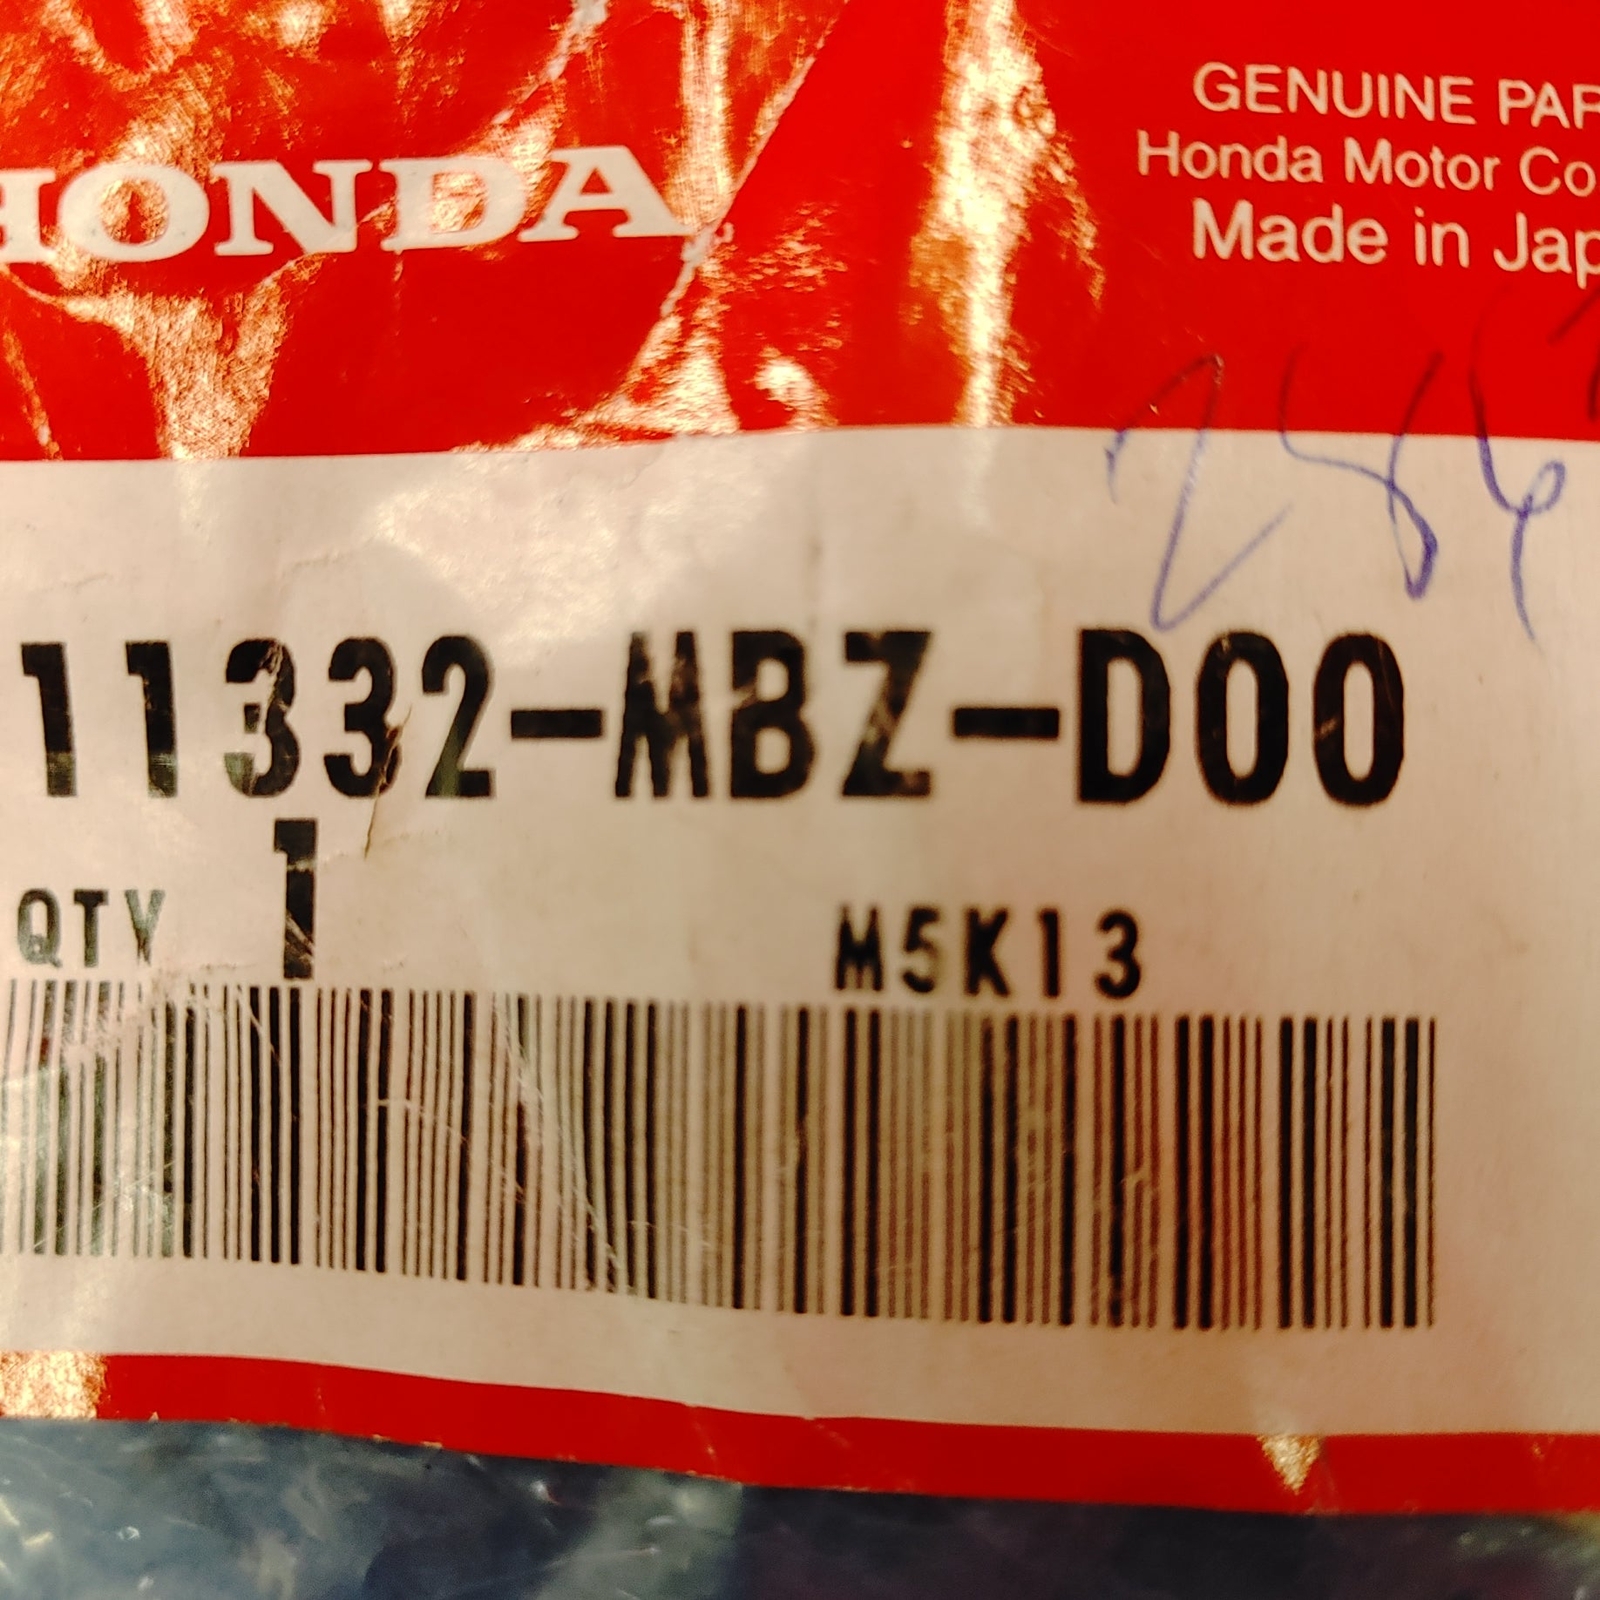 HONDA
GENUINE PAR
Honda Motor Co
Made in Jap
11332-MBZ-D00
QTY 1
M5K13